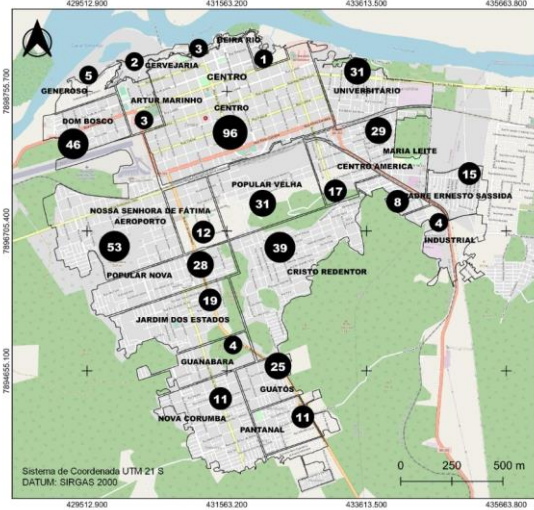 429512.900 431563.200 433613.500 435663.800
BEIRA RIO
3
2
CERVEJARIA
1
5
CENTRO
31
GENEROSO
UNIVERSITÁRIO
ARTUR MARINHO
CENTRO
DOM BOSCO
3
96
29
46
MARIA LEITE
CENTRO AMERICA
15
POPULAR VELHA
17
PADRE ERNESTO SASSIDA
31
8
NOSSA SENHORA DE FÁTIMA
AEROPORTO
4
12
INDUSTRIAL
53
39
28
POPULAR NOVA
CRISTO REDENTOR
19
JARDIM DOS ESTADOS
4
GUANABARA
25
GUATÓS
11
11
NOVA CORUMBA
PANTANAL
7898755.700
7896705.400
7894655.100
Sistema de Coordenada UTM 21 S
DATUM: SIRGAS 2000
0 250 500 m
429512.900 431563.200 433613.500 435663.800